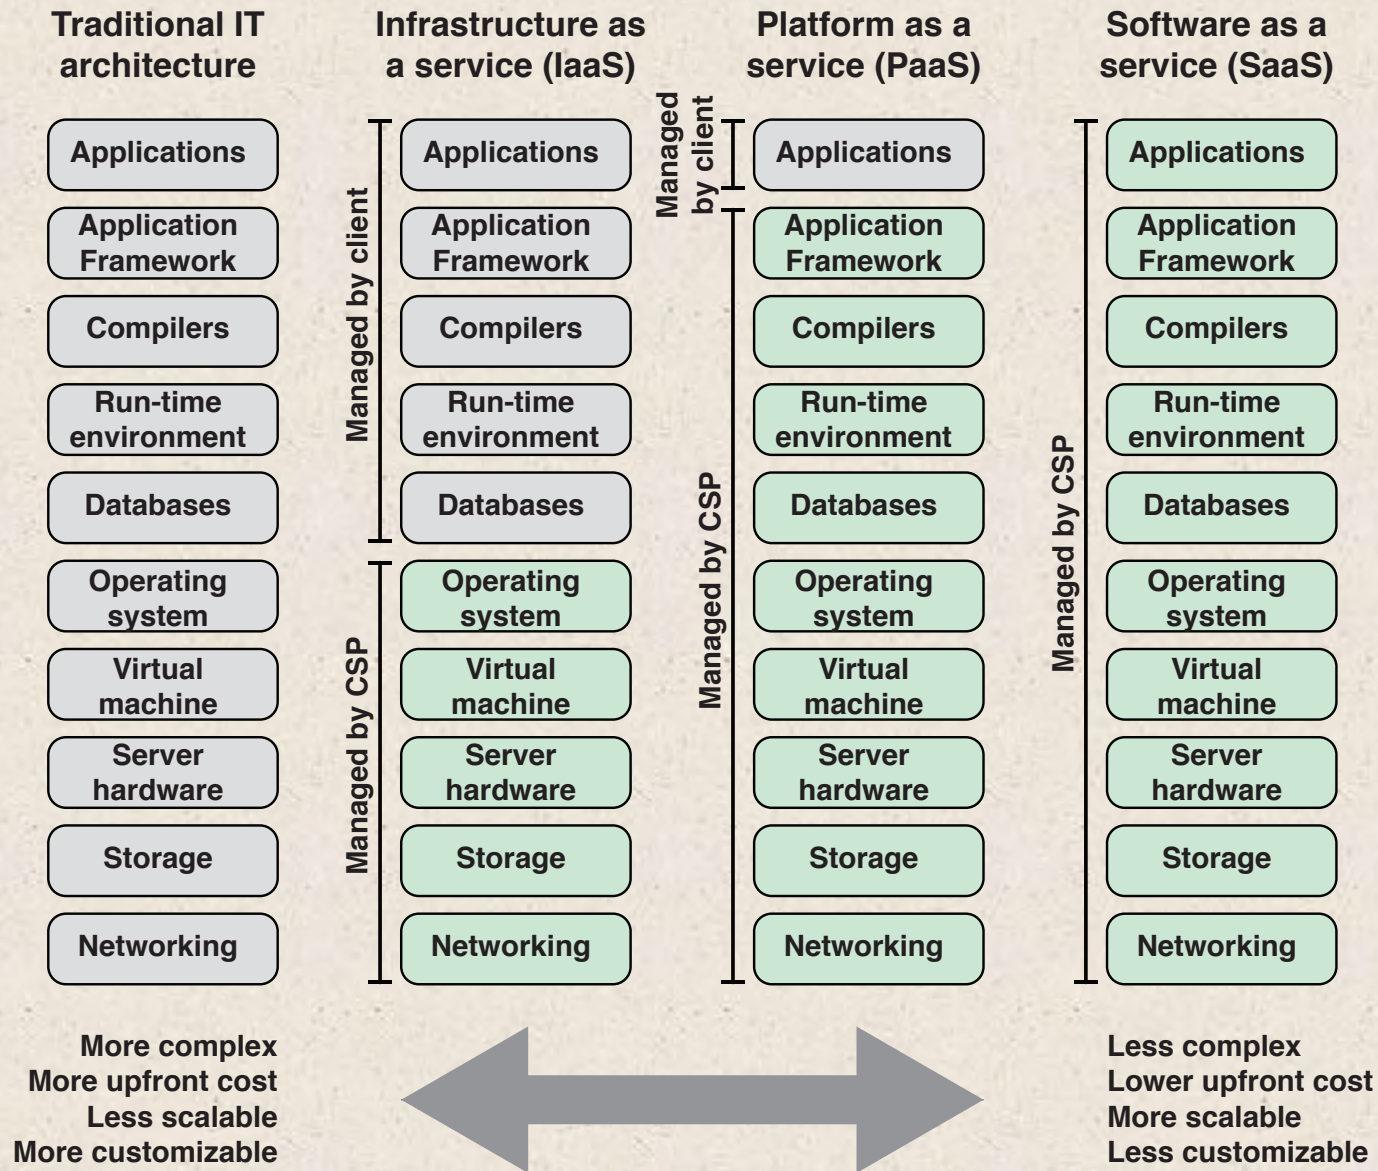 Traditional IT
architecture
Applications
Application
Framework
Compilers
Run-time
environment
Databases
Operating
system
Virtual
machine
Server
hardware
Storage
Networking
Infrastructure as
a service (IaaS)
Managed by client
Managed by CSP
Applications
Application
Framework
Compilers
Run-time
environment
Databases
Operating
system
Virtual
machine
Server
hardware
Storage
Networking
Platform as a
service (PaaS)
Managed
by client
Managed by CSP
Applications
Application
Framework
Compilers
Run-time
environment
Databases
Operating
system
Virtual
machine
Server
hardware
Storage
Networking
Software as a
service (SaaS)
Managed by CSP
Applications
Application
Framework
Compilers
Run-time
environment
Databases
Operating
system
Virtual
machine
Server
hardware
Storage
Networking
More complex
More upfront cost
Less scalable
More customizable
Less complex
Lower upfront cost
More scalable
Less customizable